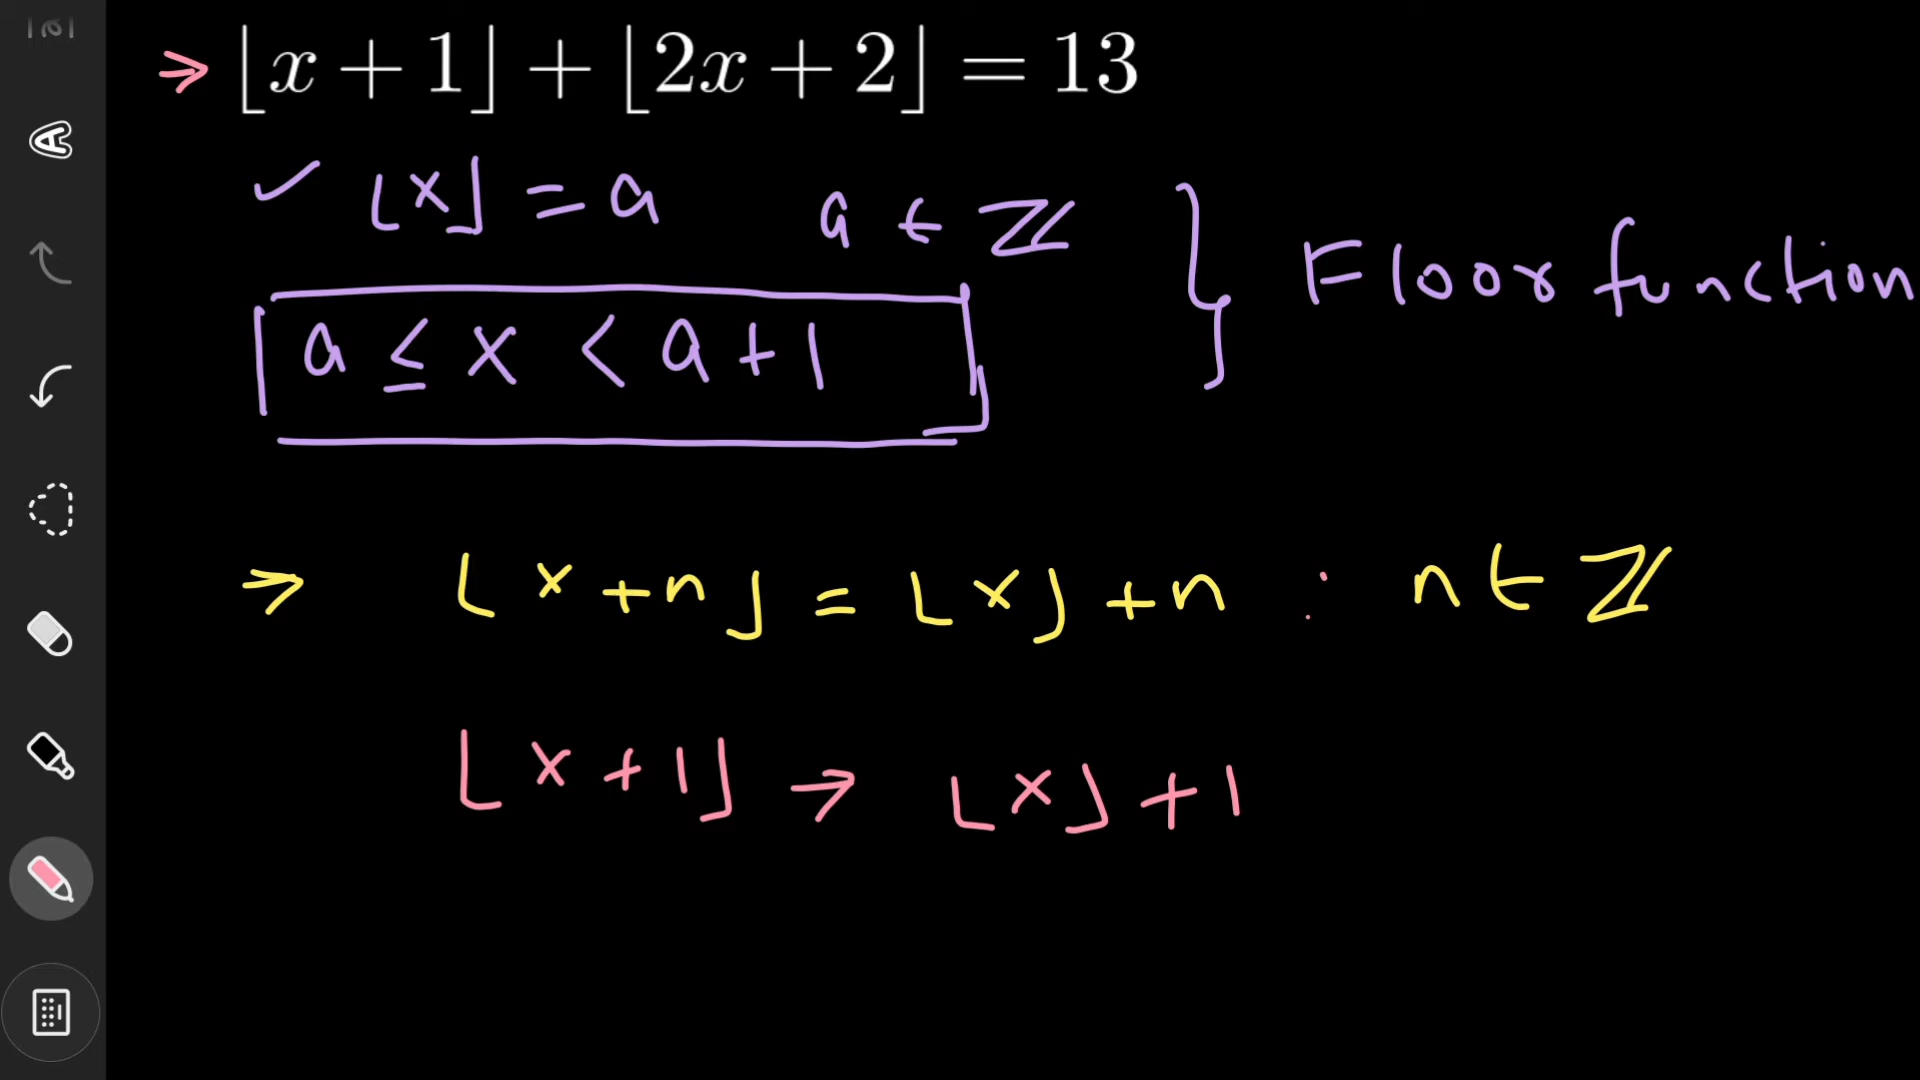 ⇒ ⌊x + 1⌋ + ⌊2x + 2⌋ = 13
✓ ⌊x⌋ = a a ∈ ℤ } Floor function
a ≤ x < a + 1
⇒ ⌊x + n⌋ = ⌊x⌋ + n : n ∈ ℤ
⌊x + 1⌋ → ⌊x⌋ + 1